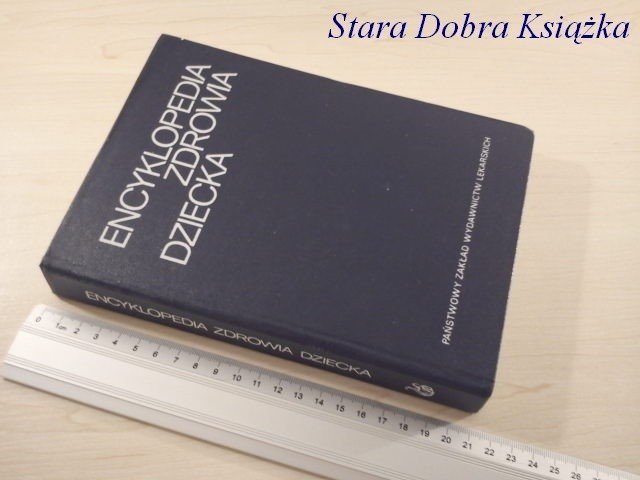 Stara Dobra Książka
ENCYKLOPEDIA
ZDROWIA
DZIECKA
PAŃSTWOWY ZAKŁAD WYDAWNICTW LEKARSKICH
ENCYKLOPEDIA ZDROWIA DZIECKA
0 1cm 2 3 4 5 6 7 8 9 10 11 12 13 14 15 16 17 18 19 20 21 22 23 24 25 26 27 28